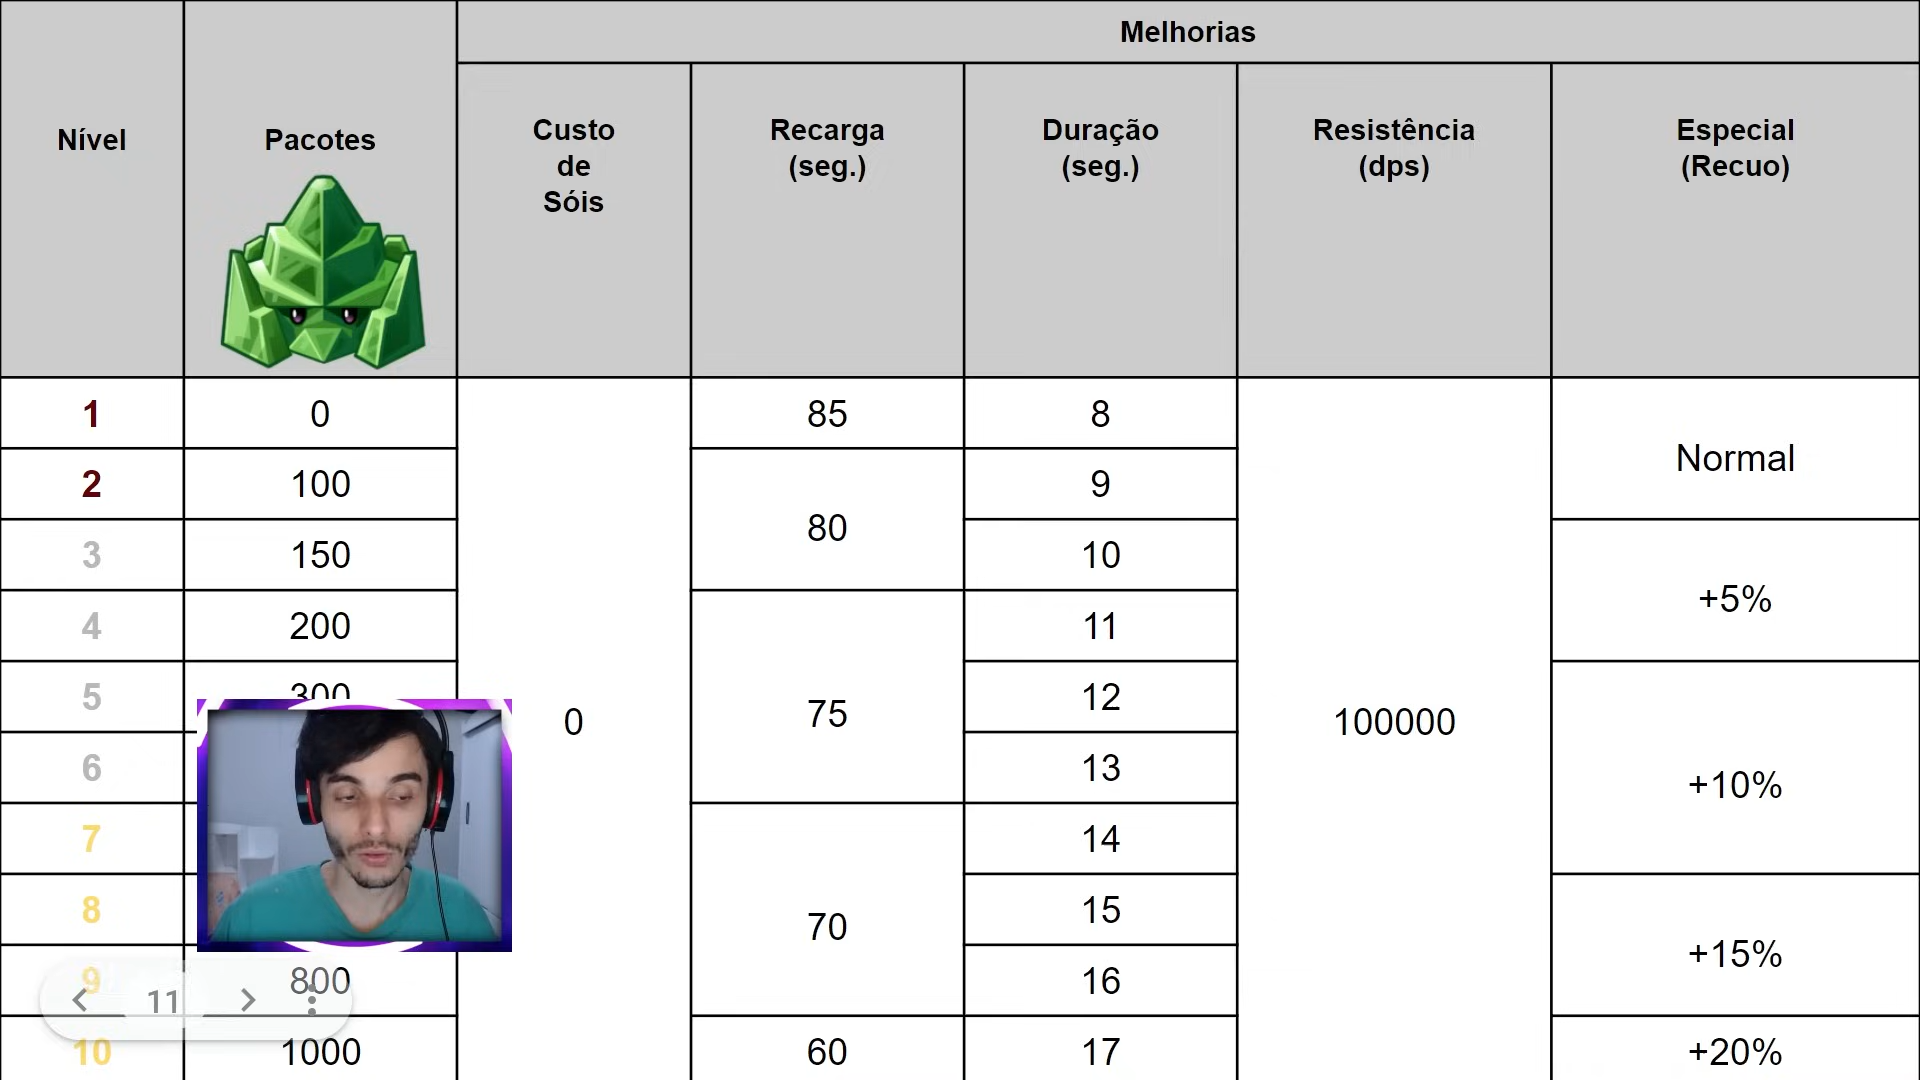 Melhorias
Nível
Pacotes
Custo
de
Sóis
Recarga
(seg.)
Duração
(seg.)
Resistência
(dps)
Especial
(Recuo)
1 0 85 8
Normal
2 100 9
80
3 150 10
+5%
4 200 11
5 300 12
0 75 100000
6 13
+10%
7 14
8 15
70
+15%
9 800 16
11
10 1000 60 17 +20%